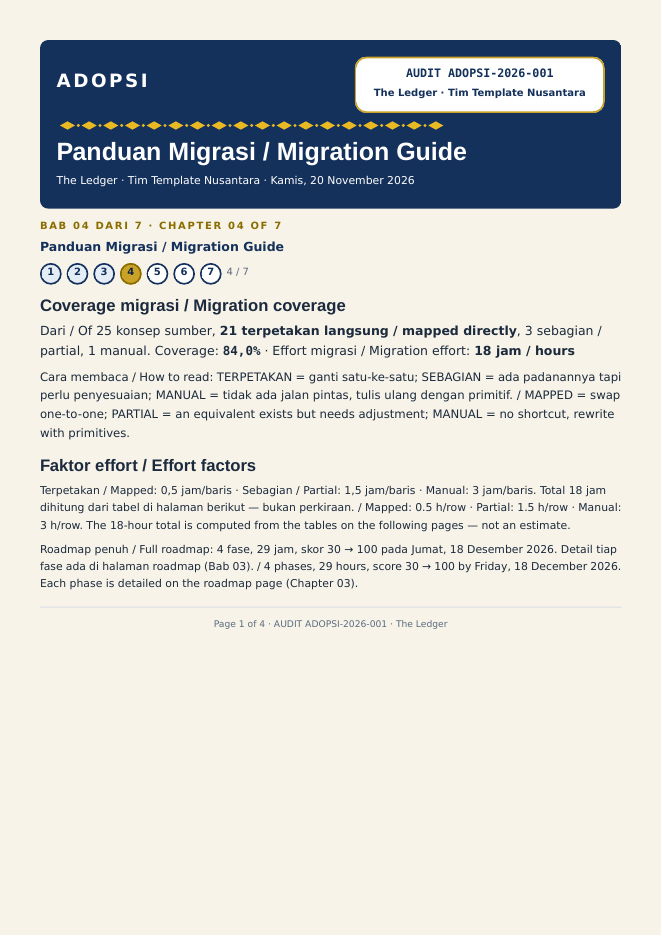 ADOPSI
AUDIT ADOPSI-2026-001
The Ledger · Tim Template Nusantara
Panduan Migrasi / Migration Guide
The Ledger · Tim Template Nusantara · Kamis, 20 November 2026
BAB 04 DARI 7 · CHAPTER 04 OF 7
Panduan Migrasi / Migration Guide
1 2 3 4 5 6 7 4 / 7
Coverage migrasi / Migration coverage
Dari / Of 25 konsep sumber, 21 terpetakan langsung / mapped directly, 3 sebagian /
partial, 1 manual. Coverage: 84,0% · Effort migrasi / Migration effort: 18 jam / hours
Cara membaca / How to read: TERPETAKAN = ganti satu-ke-satu; SEBAGIAN = ada padanannya tapi
perlu penyesuaian; MANUAL = tidak ada jalan pintas, tulis ulang dengan primitif. / MAPPED = swap
one-to-one; PARTIAL = an equivalent exists but needs adjustment; MANUAL = no shortcut, rewrite
with primitives.
Faktor effort / Effort factors
Terpetakan / Mapped: 0,5 jam/baris · Sebagian / Partial: 1,5 jam/baris · Manual: 3 jam/baris. Total 18 jam
dihitung dari tabel di halaman berikut — bukan perkiraan. / Mapped: 0.5 h/row · Partial: 1.5 h/row · Manual:
3 h/row. The 18-hour total is computed from the tables on the following pages — not an estimate.
Roadmap penuh / Full roadmap: 4 fase, 29 jam, skor 30 → 100 pada Jumat, 18 Desember 2026. Detail tiap
fase ada di halaman roadmap (Bab 03). / 4 phases, 29 hours, score 30 → 100 by Friday, 18 December 2026.
Each phase is detailed on the roadmap page (Chapter 03).
Page 1 of 4 · AUDIT ADOPSI-2026-001 · The Ledger